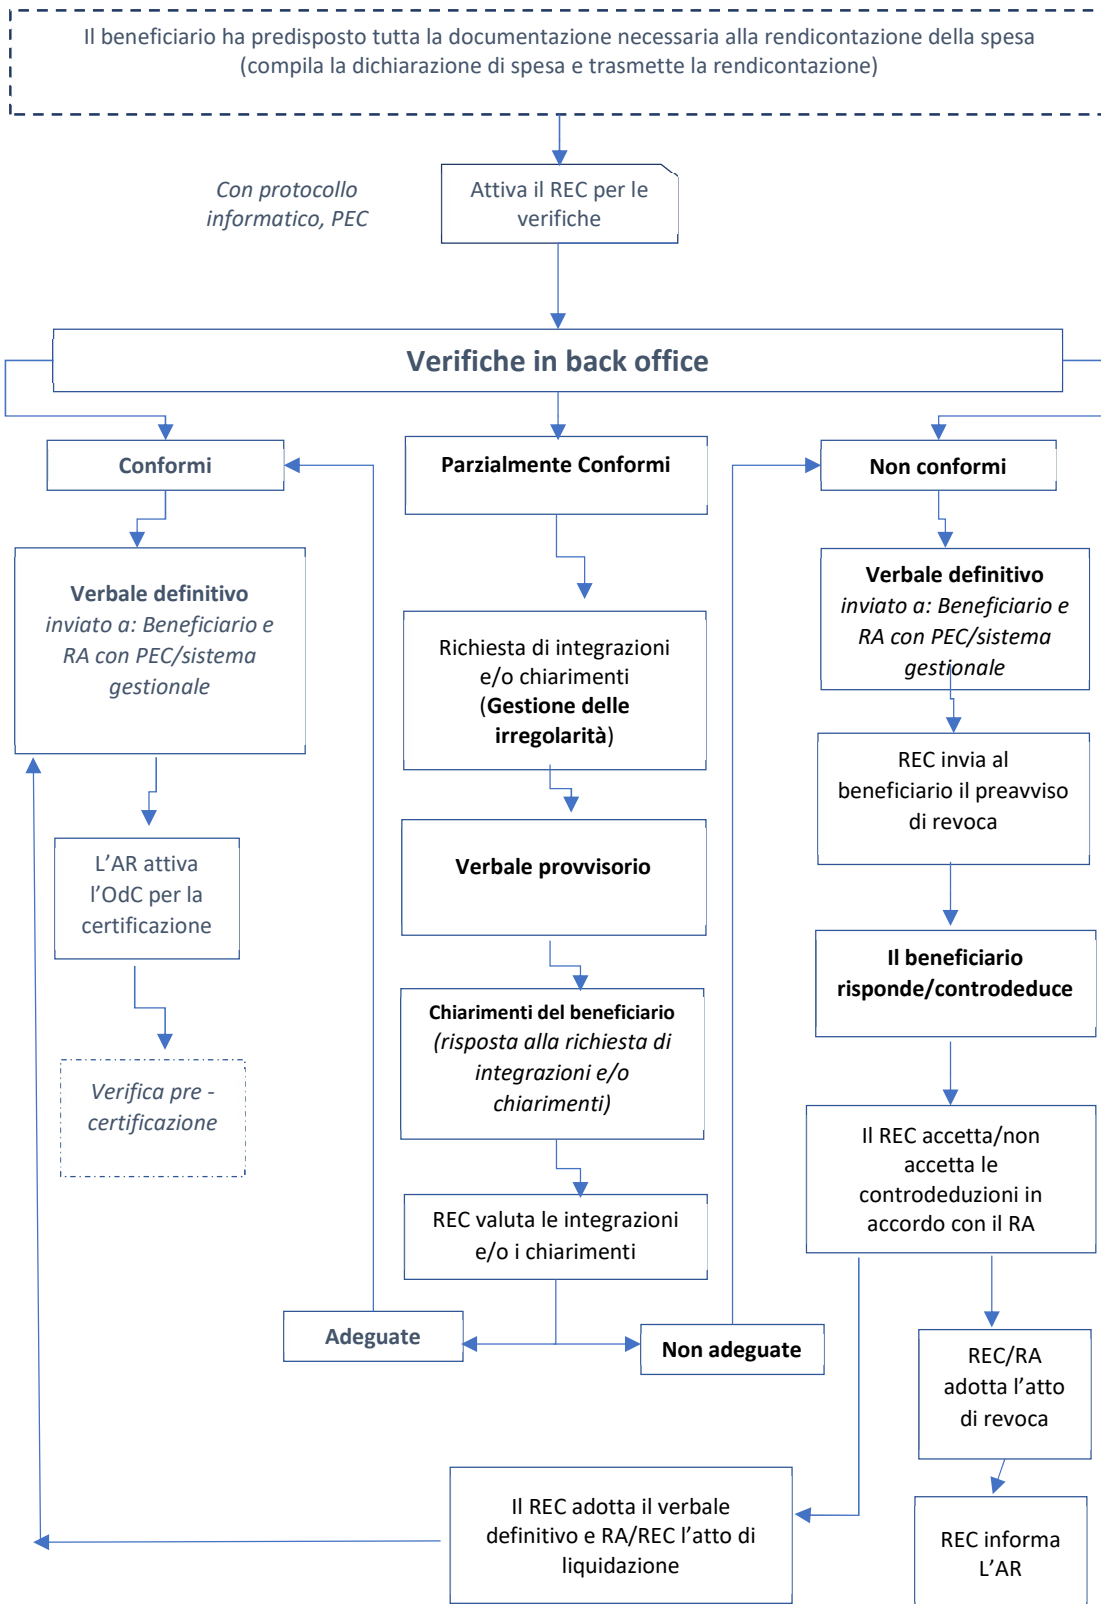 Il beneficiario ha predisposto tutta la documentazione necessaria alla rendicontazione della spesa
(compila la dichiarazione di spesa e trasmette la rendicontazione)
Con protocollo
informatico, PEC
Attiva il REC per le
verifiche
Verifiche in back office
Conformi
Parzialmente Conformi
Non conformi
Verbale definitivo
inviato a: Beneficiario e
RA con PEC/sistema
gestionale
Richiesta di integrazioni
e/o chiarimenti
(Gestione delle
irregolarità)
Verbale definitivo
inviato a: Beneficiario e
RA con PEC/sistema
gestionale
REC invia al
beneficiario il preavviso
di revoca
L’AR attiva
l’OdC per la
certificazione
Verbale provvisorio
Il beneficiario
risponde/controdeduce
Chiarimenti del beneficiario
(risposta alla richiesta di
integrazioni e/o
chiarimenti)
Verifica pre -
certificazione
Il REC accetta/non
accetta le
controdeduzioni in
accordo con il RA
REC valuta le integrazioni
e/o i chiarimenti
Adeguate
Non adeguate
REC/RA
adotta l’atto
di revoca
Il REC adotta il verbale
definitivo e RA/REC l’atto di
liquidazione
REC informa
L’AR